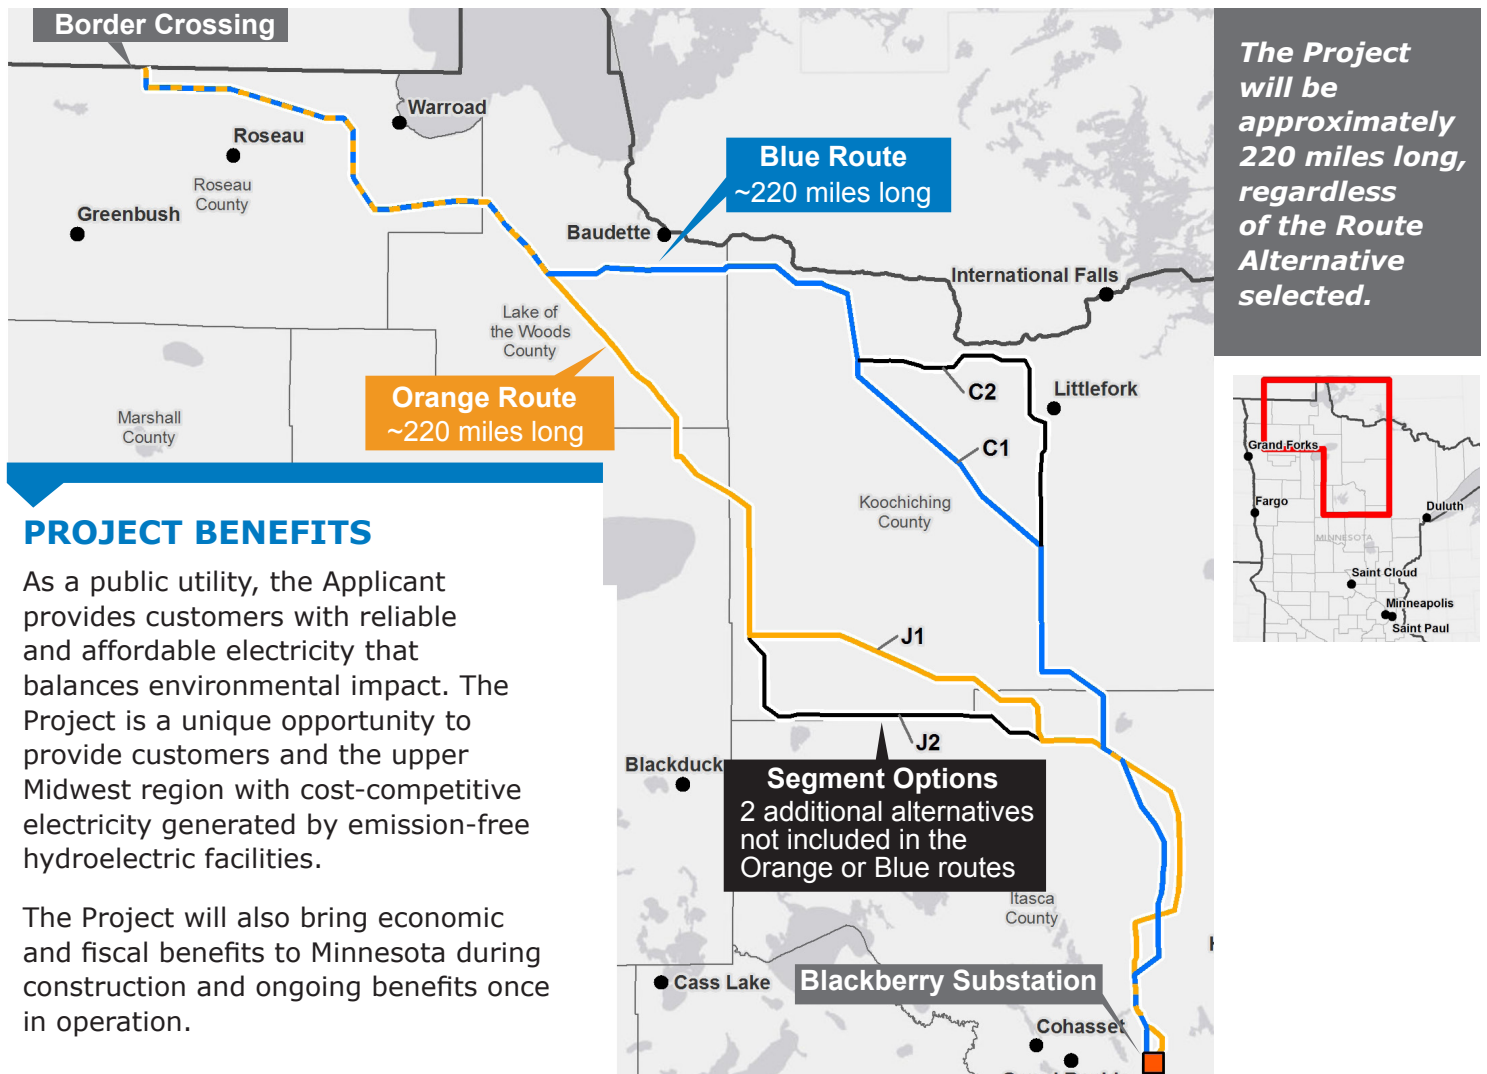 Border Crossing
Warroad
Roseau
Roseau
County
Greenbush
Blue Route
~220 miles long
Baudette
International Falls
Lake of
the Woods
County
Orange Route
~220 miles long
Marshall
County
C2
Littlefork
C1
Koochiching
County
J1
J2
Blackduck
Segment Options
2 additional alternatives
not included in the
Orange or Blue routes
Itasca
County
Cass Lake
Blackberry Substation
Cohasset
PROJECT BENEFITS
As a public utility, the Applicant
provides customers with reliable
and affordable electricity that
balances environmental impact. The
Project is a unique opportunity to
provide customers and the upper
Midwest region with cost-competitive
electricity generated by emission-free
hydroelectric facilities.
The Project will also bring economic
and fiscal benefits to Minnesota during
construction and ongoing benefits once
in operation.
The Project
will be
approximately
220 miles long,
regardless
of the Route
Alternative
selected.
Grand Forks
Fargo
Duluth
MINNESOTA
Saint Cloud
Minneapolis
Saint Paul